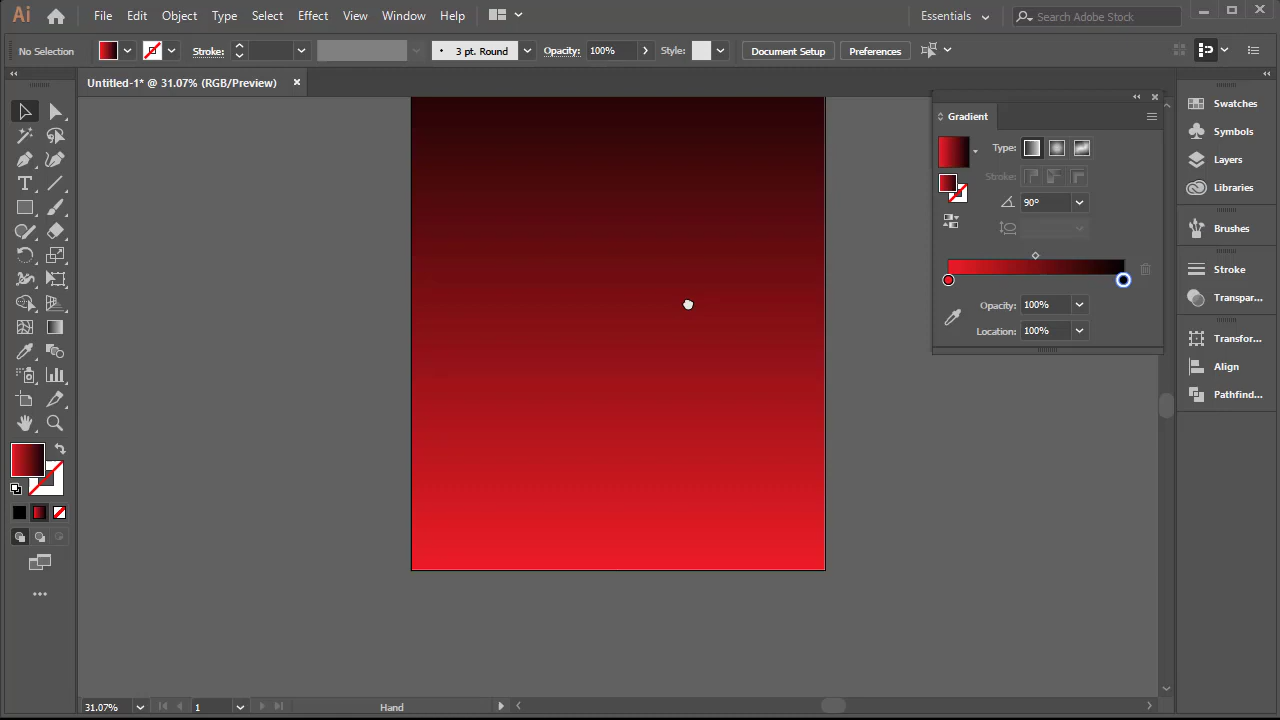 Ai File Edit Object Type Select Effect View Window Help Essentials Search Adobe Stock
No Selection Stroke: 3 pt. Round Opacity: 100% Style: Document Setup Preferences
Untitled-1* @ 31.07% (RGB/Preview)
Gradient
Type:
Stroke:
90°
Opacity: 100%
Location: 100%
Swatches
Symbols
Layers
Libraries
Brushes
Stroke
Transpar...
Transfor...
Align
Pathfind...
31.07% 1 Hand